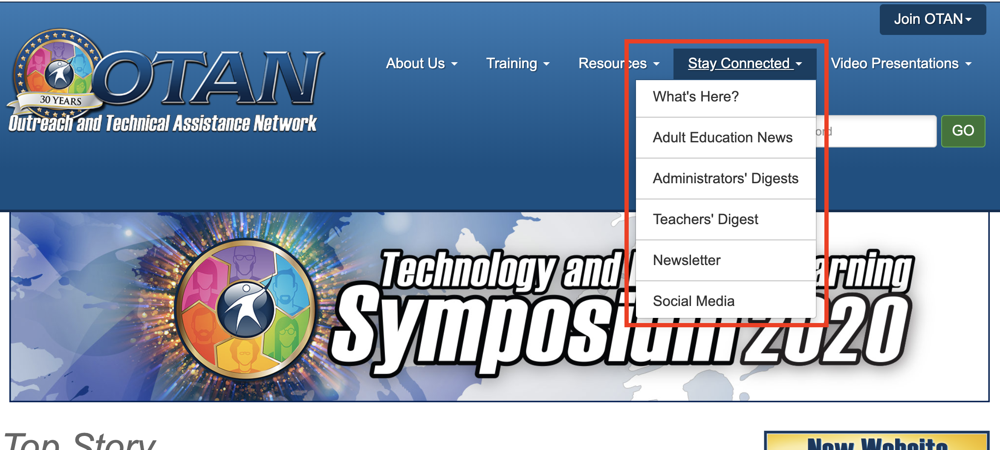 Join OTAN
OTAN
30 YEARS
Outreach and Technical Assistance Network
About Us
Training
Resources
Stay Connected
Video Presentations
What's Here?
Adult Education News
GO
Administrators' Digests
Teachers' Digest
Newsletter
Social Media
Technology and
Symposium 2020
Top Story
New Website